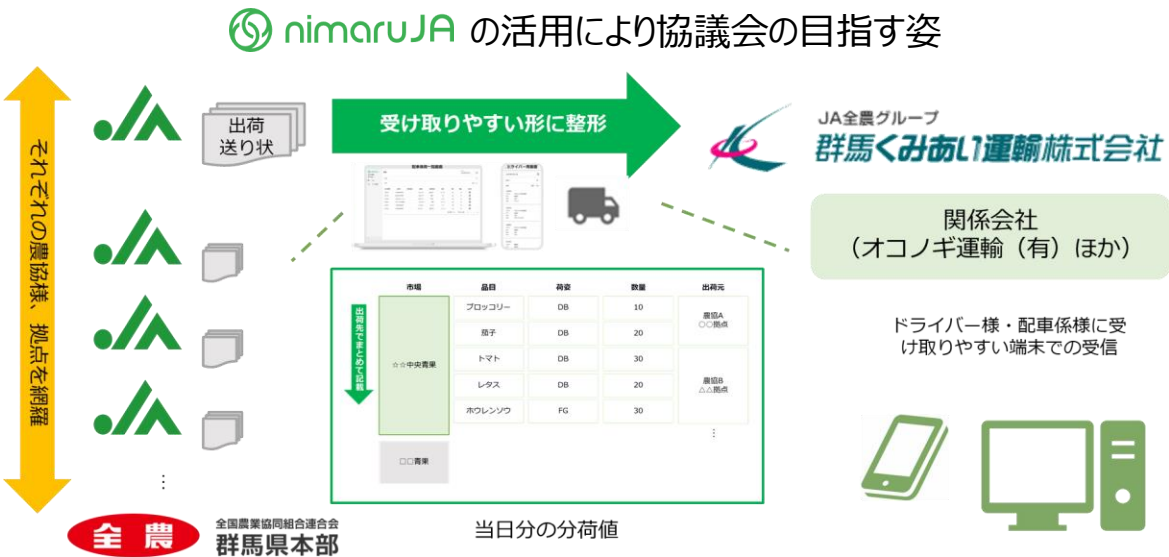 nimaruJA の活用により協議会の目指す姿
それぞれの農協様、拠点を網羅
出荷
送り状
受け取りやすい形に整形
JA全農グループ
群馬くみあい運輸株式会社
関係会社
（オコノギ運輸（有）ほか）
ドライバー様・配車係様に受
け取りやすい端末での受信
出荷先でまとめて記載
市場 品目 荷姿 数量 出荷元
☆☆中央青果
ブロッコリー DB 10
茄子 DB 20
トマト DB 30
レタス DB 20
ホウレンソウ FG 30
農協A
○○拠点
農協B
△△拠点
⋮
□□青果
⋮
全農
全国農業協同組合連合会
群馬県本部
当日分の分荷値